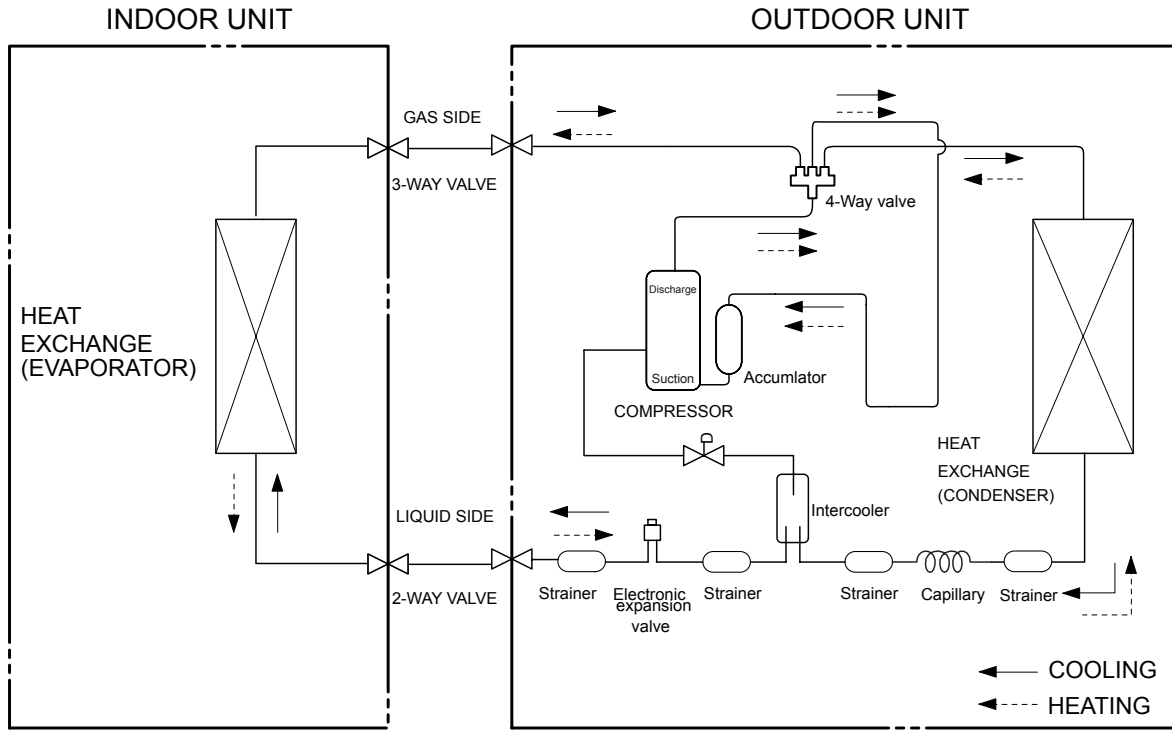 INDOOR UNIT
OUTDOOR UNIT
GAS SIDE
3-WAY VALVE
4-Way valve
Discharge
HEAT
EXCHANGE
(EVAPORATOR)
Suction
Accumlator
COMPRESSOR
HEAT
EXCHANGE
(CONDENSER)
Intercooler
LIQUID SIDE
2-WAY VALVE
Strainer
Electronic
expansion
valve
Strainer
Strainer
Capillary
Strainer
COOLING
HEATING